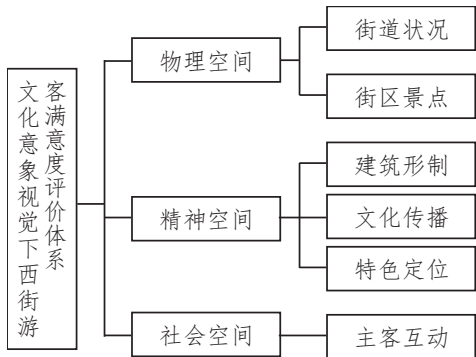 文化意象视觉下西街游
客满意度评价体系
物理空间
街道状况
街区景点
精神空间
建筑形制
文化传播
特色定位
社会空间
主客互动